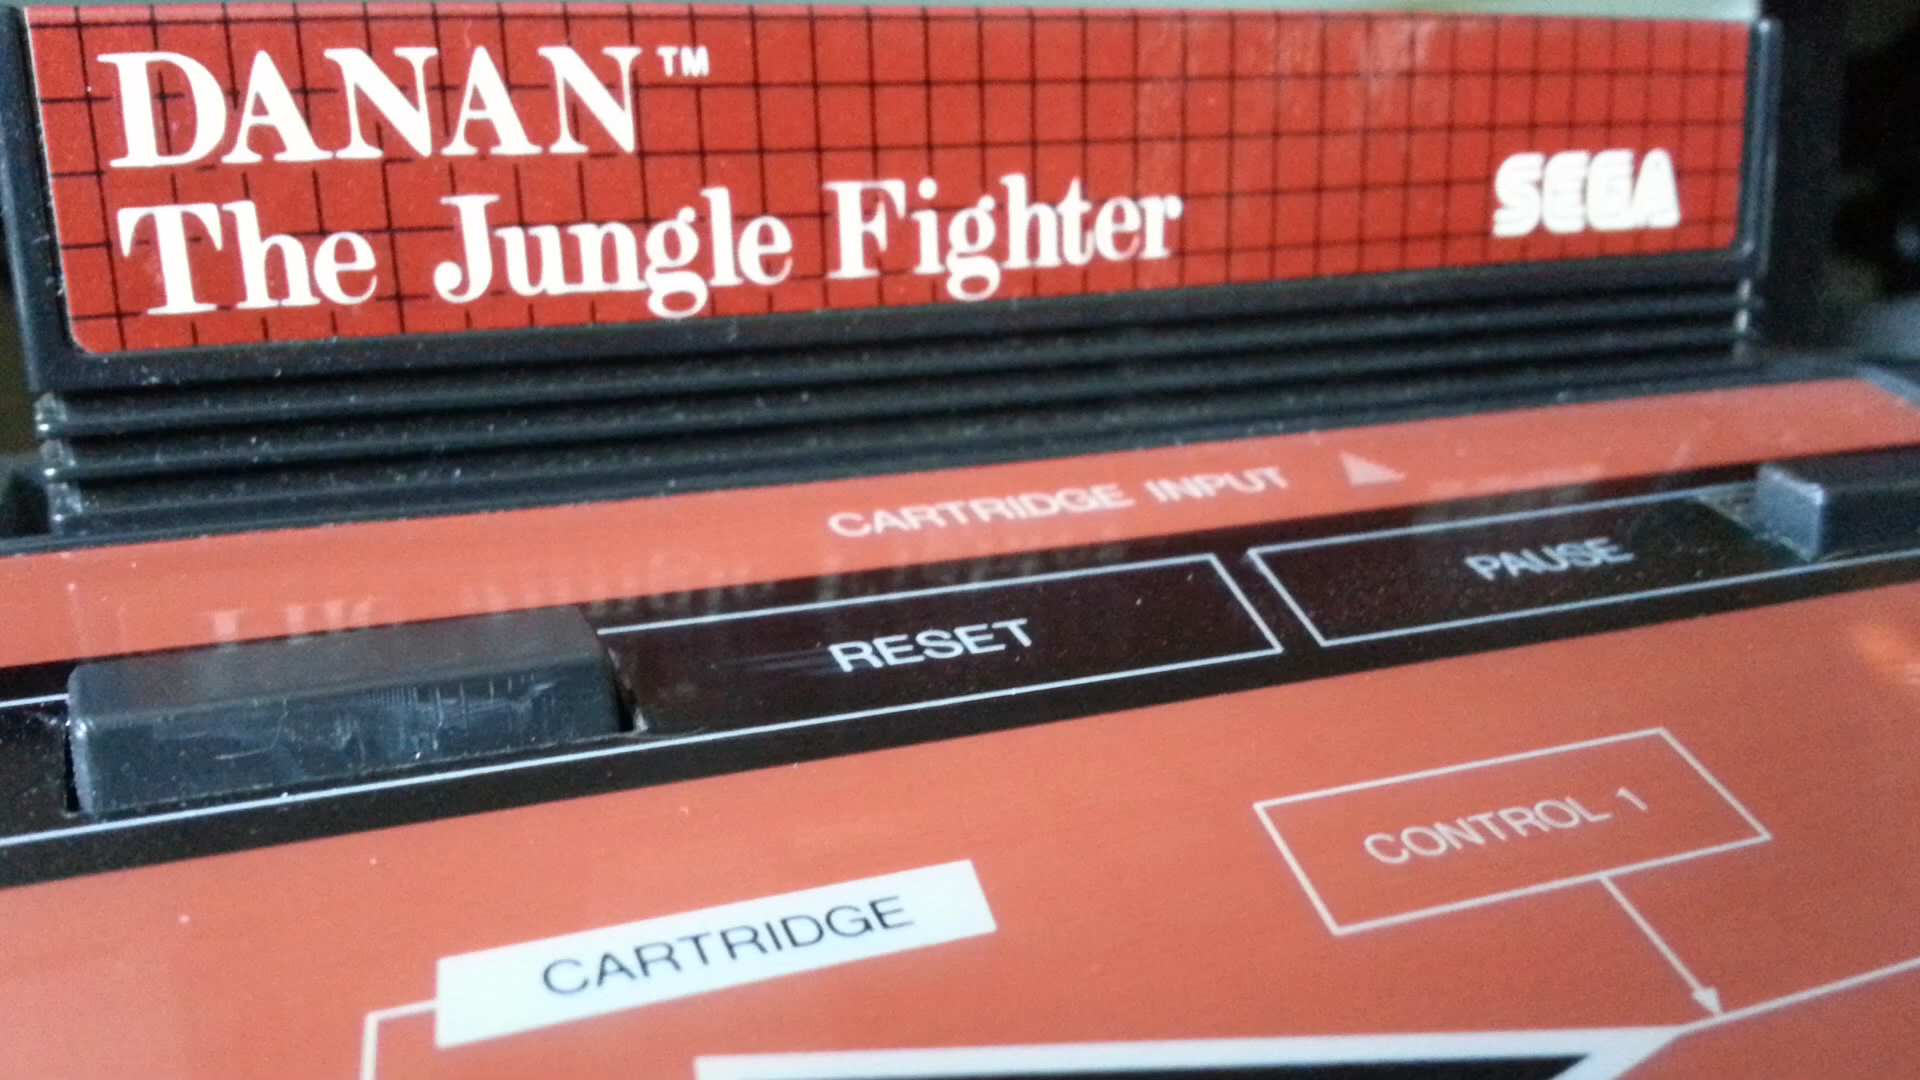 DANAN™
The Jungle Fighter
SEGA
CARTRIDGE INPUT
RESET
PAUSE
CONTROL 1
CARTRIDGE